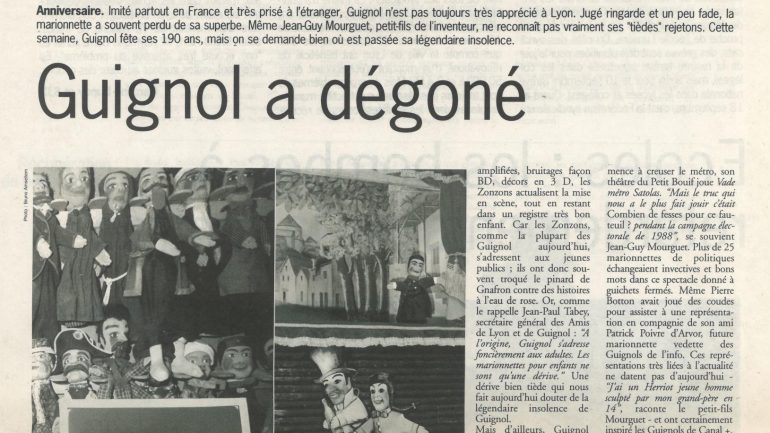 Anniversaire. Imité partout en France et très prisé à l'étranger, Guignol n'est pas toujours très apprécié à Lyon. Jugé ringarde et un peu fade, la
marionnette a souvent perdu de sa superbe. Même Jean-Guy Mourguet, petit-fils de l'inventeur, ne reconnaît pas vraiment ses "tièdes" rejetons. Cette
semaine, Guignol fête ses 190 ans, mais on se demande bien où est passée sa légendaire insolence.
Guignol a dégoné
Photo : Bruno Amsellem
amplifiées, bruitages façon
BD, décors en 3 D, les
Zonzons actualisent la mise
en scène, tout en restant
dans un registre très bon
enfant. Car les Zonzons,
comme la plupart des
Guignol aujourd'hui,
s'adressent aux jeunes
publics ; ils ont donc sou-
vent troqué le pinard de
Gnafron contre des histoires
à l'eau de rose. Or, comme
le rappelle Jean-Paul Tabey,
secrétaire général des Amis
de Lyon et de Guignol : "A
l'origine, Guignol s'adresse
foncièrement aux adultes. Les
marionnettes pour enfants ne
sont qu'une dérive." Une
dérive bien tiède qui nous
fait aujourd'hui douter de la
légendaire insolence de
Guignol.
Mais d'ailleurs, Guignol
mence à creuser le métro, son
théâtre du Petit Bouif joue Vade
métro Satolas. "Mais le truc qui
nous a le plus fait jouir c'était
Combien de fesses pour ce fau-
teuil ? pendant la campagne élec-
torale de 1988", se souvient
Jean-Guy Mourguet. Plus de 25
marionnettes de politiques
échangeaient invectives et bons
mots dans ce spectacle donné à
guichets fermés. Même Pierre
Botton avait joué des coudes
pour assister à une représenta-
tion en compagnie de son ami
Patrick Poivre d'Arvor, future
marionnette vedette des
Guignols de l'info. Ces repré-
sentations très liées à l'actualité
ne datent pas d'aujourd'hui -
"J'ai un Herriot jeune homme
sculpté par mon grand-père en
14", raconte le petit-fils
Mourguet - et ont certainement
inspiré les Guignols de Canal +.